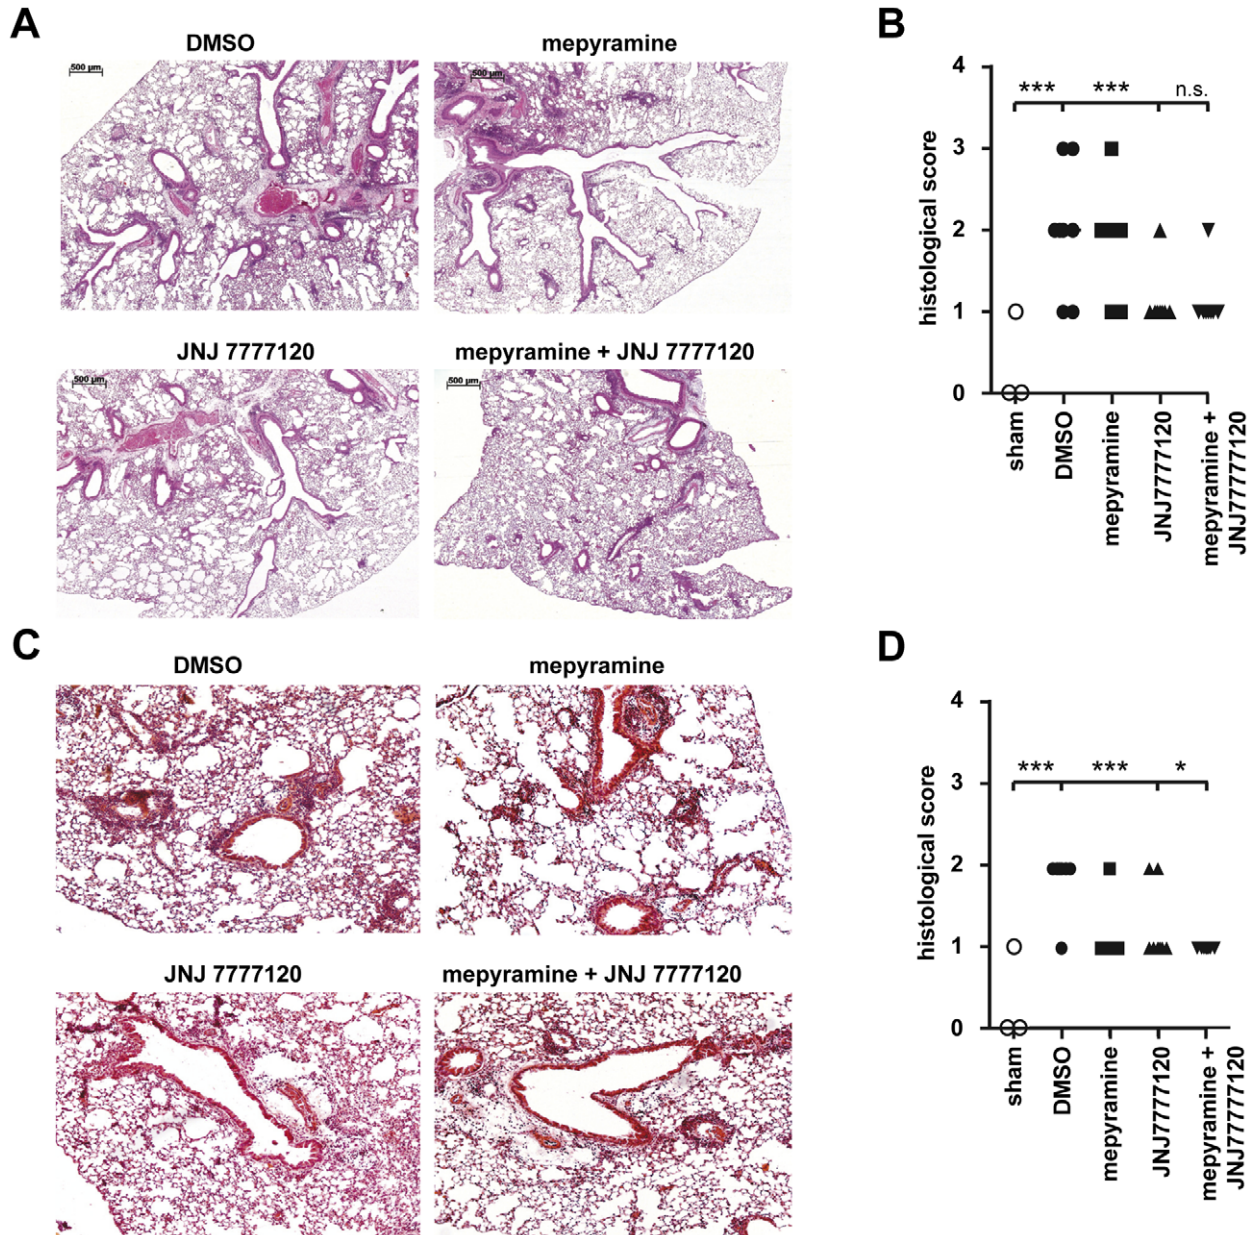 A
DMSO
mepyramine
500 µm
500 µm
JNJ 7777120
mepyramine + JNJ 7777120
500 µm
500 µm
B
4
3
2
1
0
histological score
*** *** n.s.
sham
DMSO
mepyramine
JNJ7777120
mepyramine +
JNJ7777120
C
DMSO
mepyramine
JNJ 7777120
mepyramine + JNJ 7777120
D
4
3
2
1
0
histological score
*** *** *
sham
DMSO
mepyramine
JNJ7777120
mepyramine +
JNJ7777120